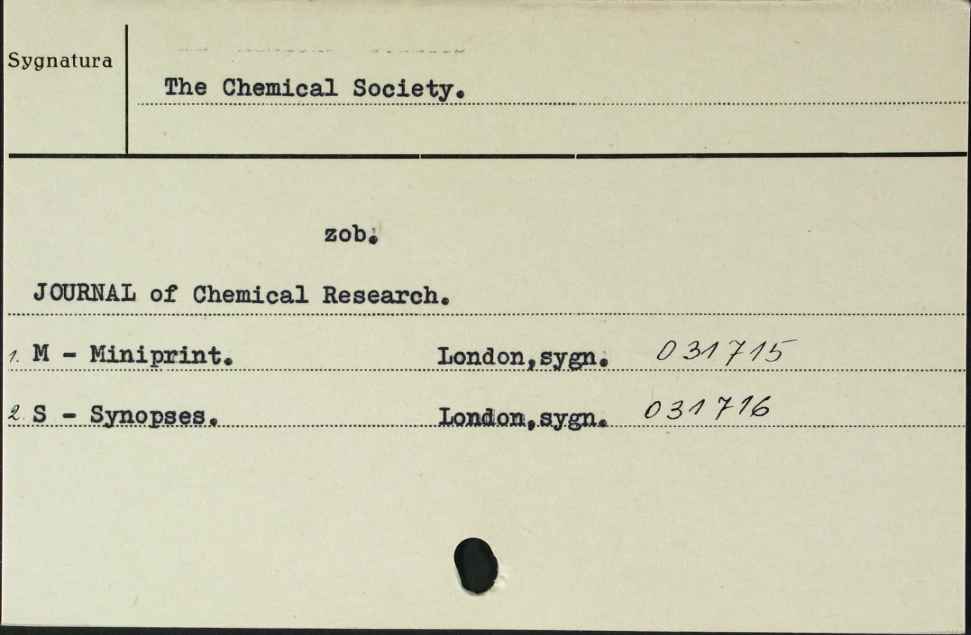 Sygnatura
The Chemical Society.
zob.
JOURNAL of Chemical Research.
1. M - Miniprint. London,sygn. 031715
2. S - Synopses. London,sygn. 031716